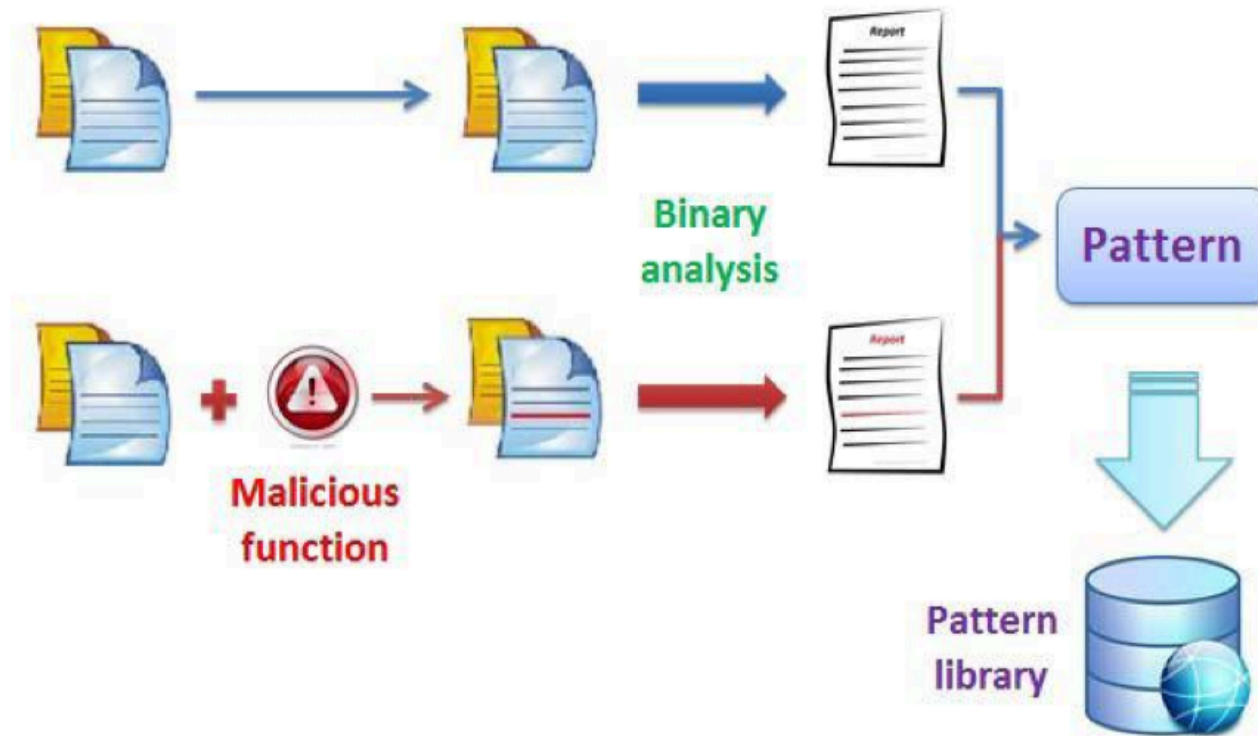 Report
Binary
analysis
Pattern
Report
Malicious
function
Pattern
library